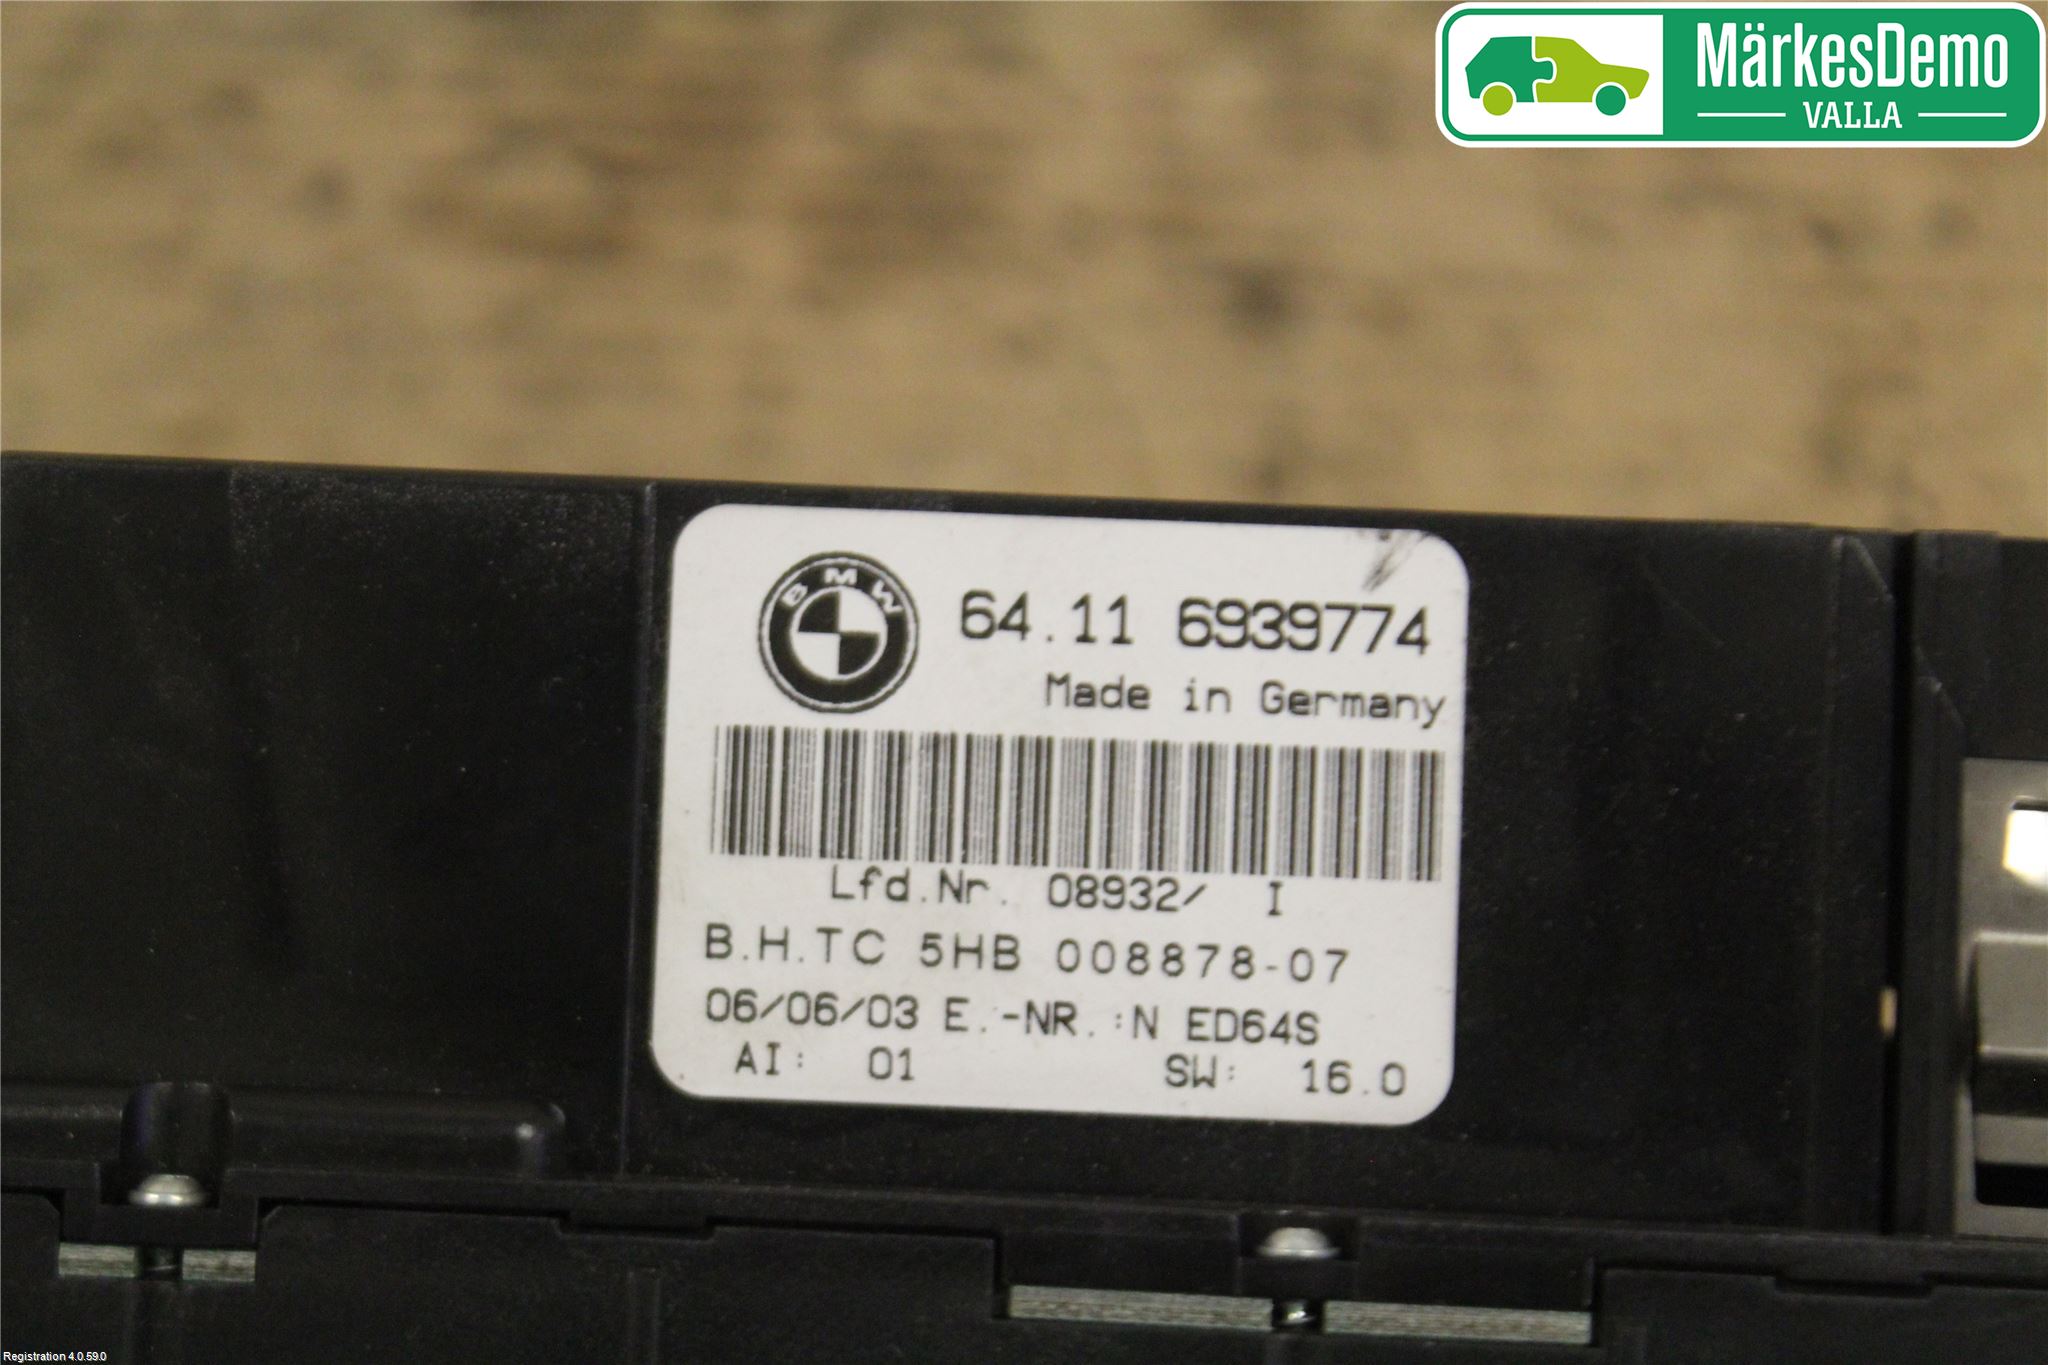 MärkesDemo
VALLA
BMW
64.11 6939774
Made in Germany
Lfd.Nr. 08932/ I
B.H.TC 5HB 008878-07
06/06/03 E.-NR.:N ED64S
AI: 01 SW: 16.0
Registration 4.0.59.0